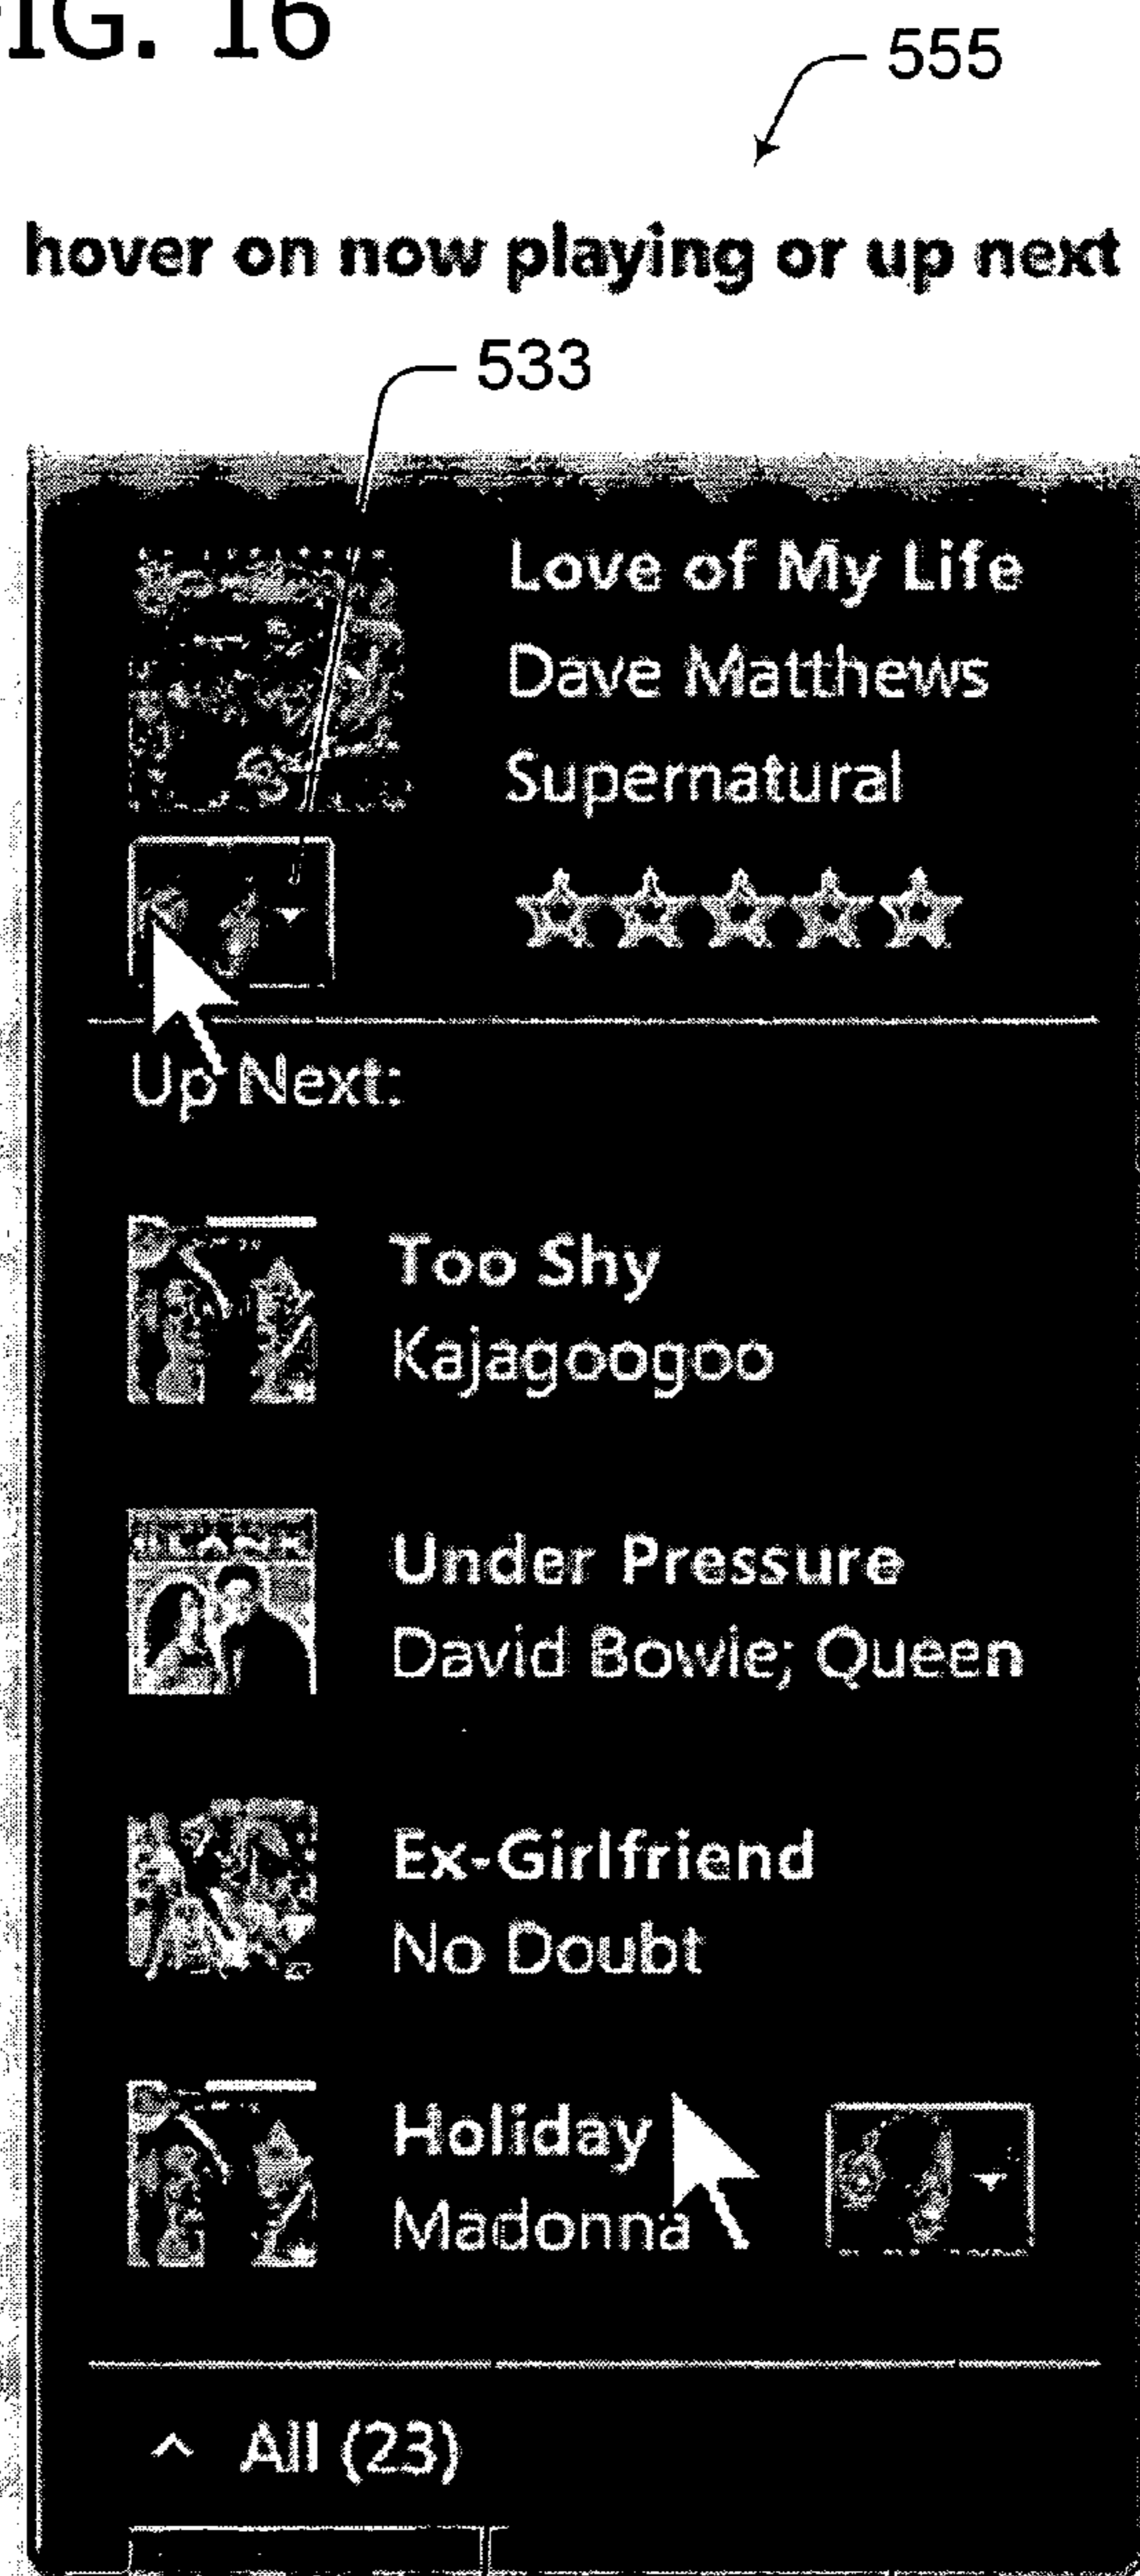 FIG. 16
555
hover on now playing or up next
533
Love of My Life
Dave Matthews
Supernatural
Up Next:
Too Shy
Kajagoogoo
Under Pressure
David Bowie; Queen
Ex-Girlfriend
No Doubt
Holiday
Madonna
^ All (23)